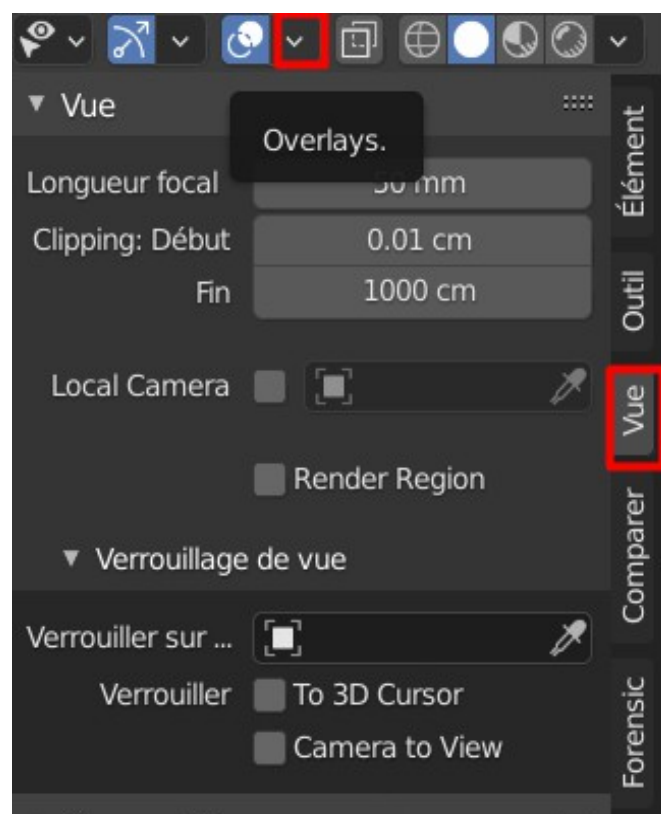 Vue
Overlays.
Longueur focal 50 mm
Clipping: Début 0.01 cm
Fin 1000 cm
Local Camera
Render Region
Verrouillage de vue
Verrouiller sur ...
Verrouiller To 3D Cursor
Camera to View
Élément
Outil
Vue
Comparer
Forensic